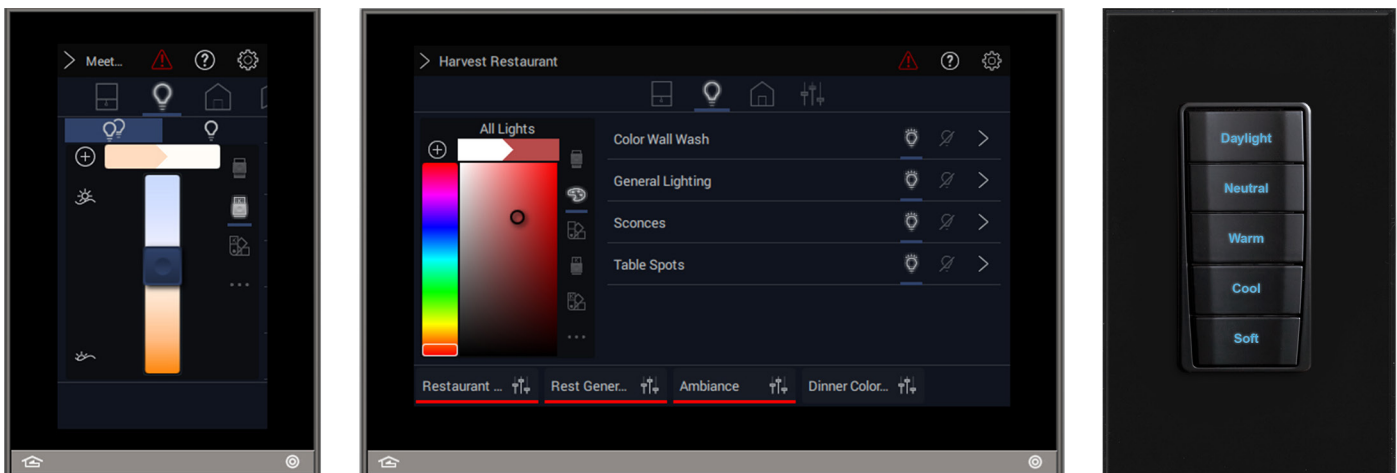 Meet...
Harvest Restaurant
All Lights
Color Wall Wash
General Lighting
Sconces
Table Spots
Restaurant ...
Rest Gener...
Ambiance
Dinner Color...
Daylight
Neutral
Warm
Cool
Soft